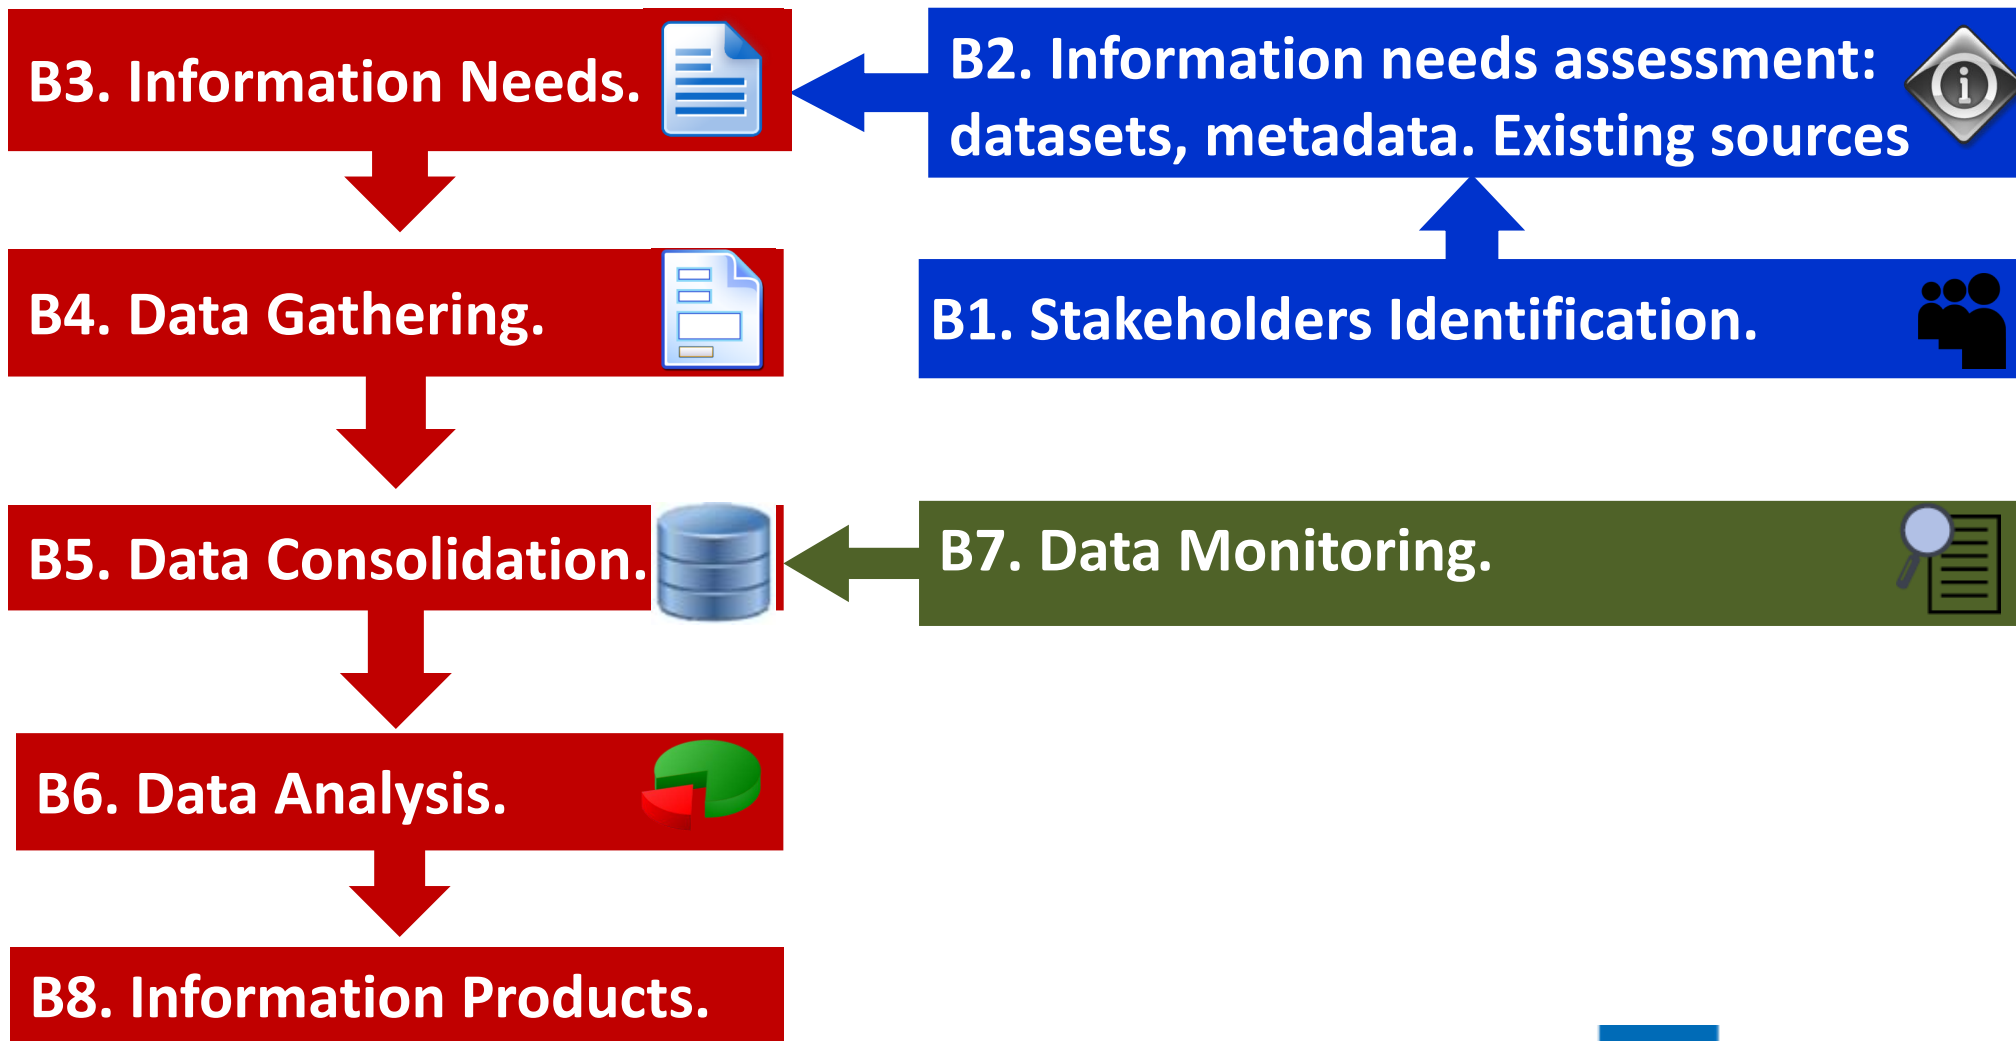 B3. Information Needs.
B2. Information needs assessment:
datasets, metadata. Existing sources
B4. Data Gathering.
B1. Stakeholders Identification.
B5. Data Consolidation.
B7. Data Monitoring.
B6. Data Analysis.
B8. Information Products.